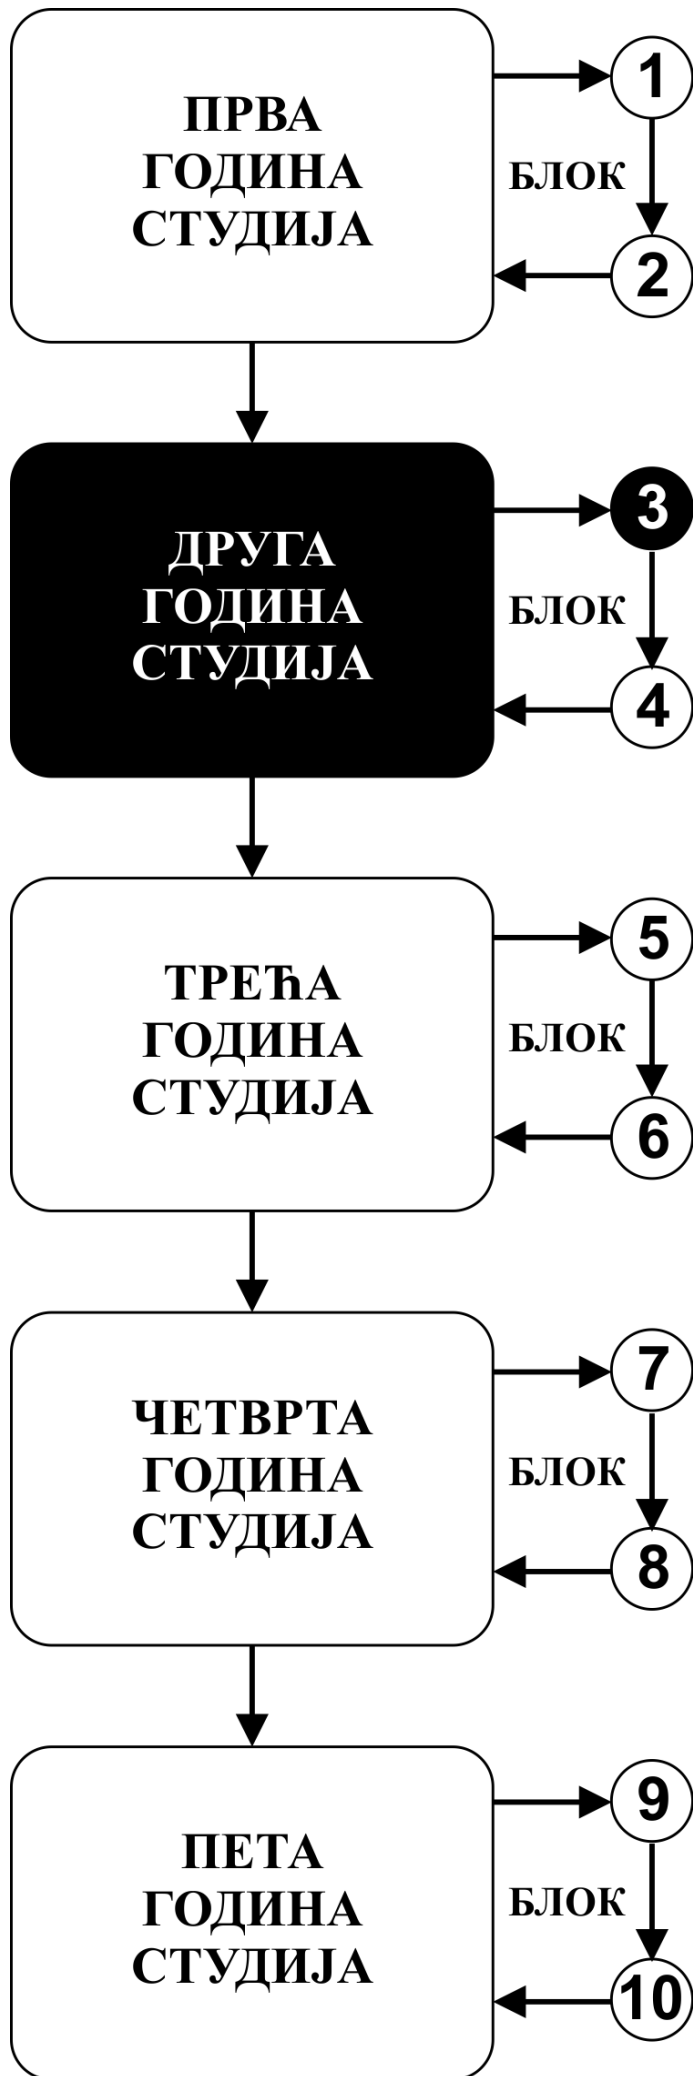 ПРВА
ГОДИНА
СТУДИЈА
1
БЛОК
2
ДРУГА
ГОДИНА
СТУДИЈА
3
БЛОК
4
ТРЕЋА
ГОДИНА
СТУДИЈА
5
БЛОК
6
ЧЕТВРТА
ГОДИНА
СТУДИЈА
7
БЛОК
8
ПЕТА
ГОДИНА
СТУДИЈА
9
БЛОК
10